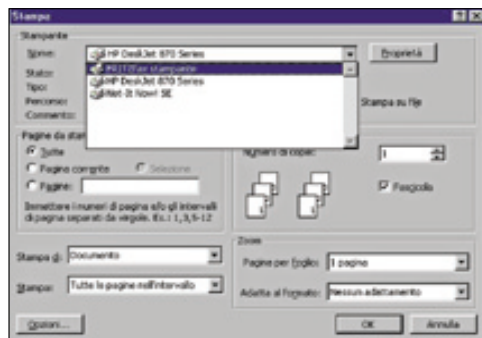 Stampa
Stampante
Nome: HP DeskJet 870 Series
Proprietà
stampante
HP DeskJet 870 Series
Net-It Now! SE
Stato:
Tipo:
Percorso:
Commento:
Stampa su file
Pagine da
Tutte
Pagina corrente
Selezione
Pagine:
Immettere i numeri di pagina e/o gli intervalli
di pagina separati da virgole. Es.: 1,3,5-12
Numero di copie: 1
Fascicola
Stampa di: Documento
Stampa: Tutte le pagine nell'intervallo
Zoom
Pagine per foglio: 1 pagina
Adatta al formato: Nessun adattamento
Opzioni...
OK
Annulla